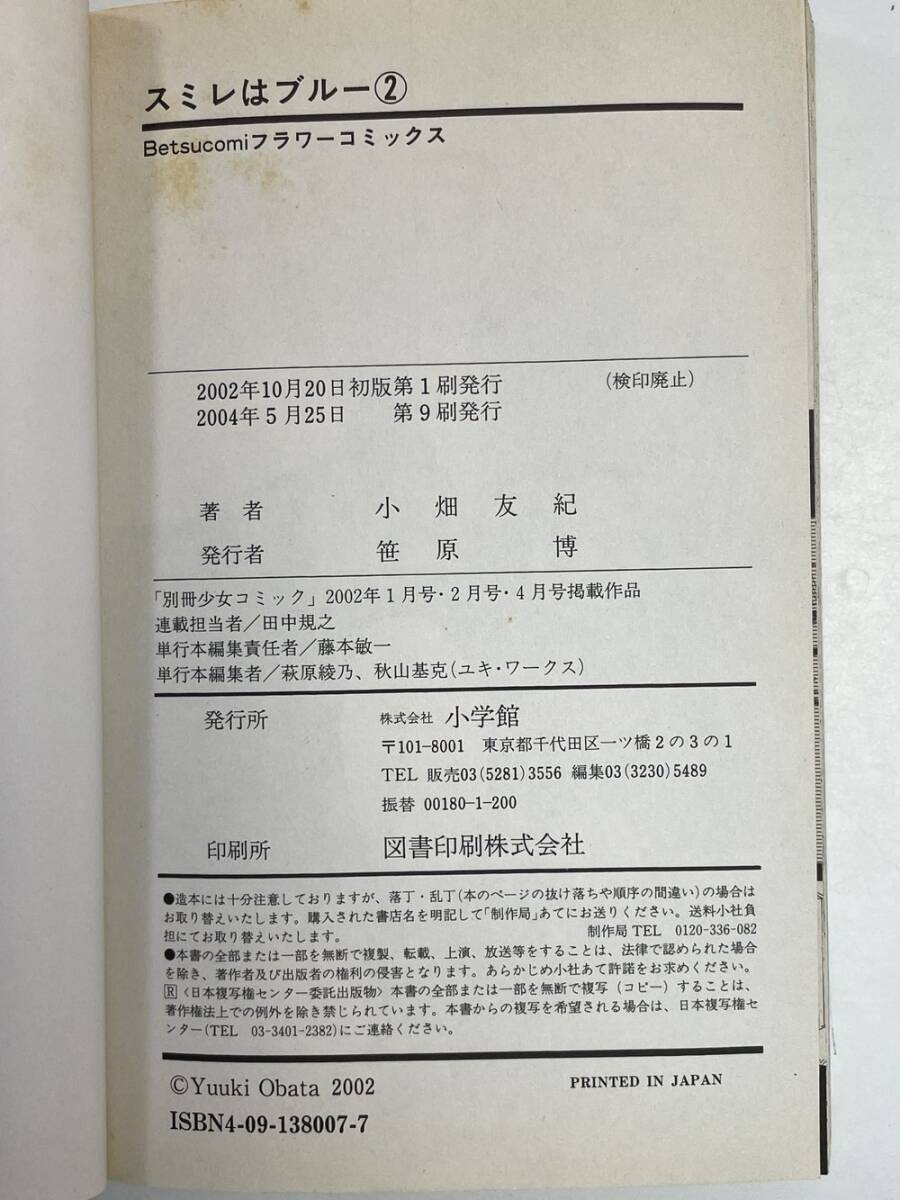 スミレはブルー②
Betsucomiフラワーコミックス
2002年10月20日初版第1刷発行 (検印廃止)
2004年5月25日 第9刷発行
著者 小畑友紀
発行者 笹原博
「別冊少女コミック」2002年1月号・2月号・4月号掲載作品
連載担当者/田中規之
単行本編集責任者/藤本敏一
単行本編集者/萩原綾乃、秋山基克(ユキ・ワークス)
発行所 株式会社 小学館
〒101-8001 東京都千代田区一ツ橋2の3の1
TEL 販売03(5281)3556 編集03(3230)5489
振替 00180-1-200
印刷所 図書印刷株式会社
●造本には十分注意しておりますが、落丁・乱丁(本のページの抜け落ちや順序の間違い)の場合は
お取り替えいたします。購入された書店名を明記して「制作局」あてにお送りください。送料小社負
担にてお取り替えいたします。 制作局TEL 0120-336-082
●本書の全部または一部を無断で複製、転載、上演、放送等をすることは、法律で認められた場合
を除き、著作者及び出版者の権利の侵害となります。あらかじめ小社あて許諾をお求めください。
R〈日本複写権センター委託出版物〉本書の全部または一部を無断で複写(コピー)することは、
著作権法上での例外を除き禁じられています。本書からの複写を希望される場合は、日本複写権セ
ンター(TEL 03-3401-2382)にご連絡ください。
©Yuuki Obata 2002 PRINTED IN JAPAN
ISBN4-09-138007-7